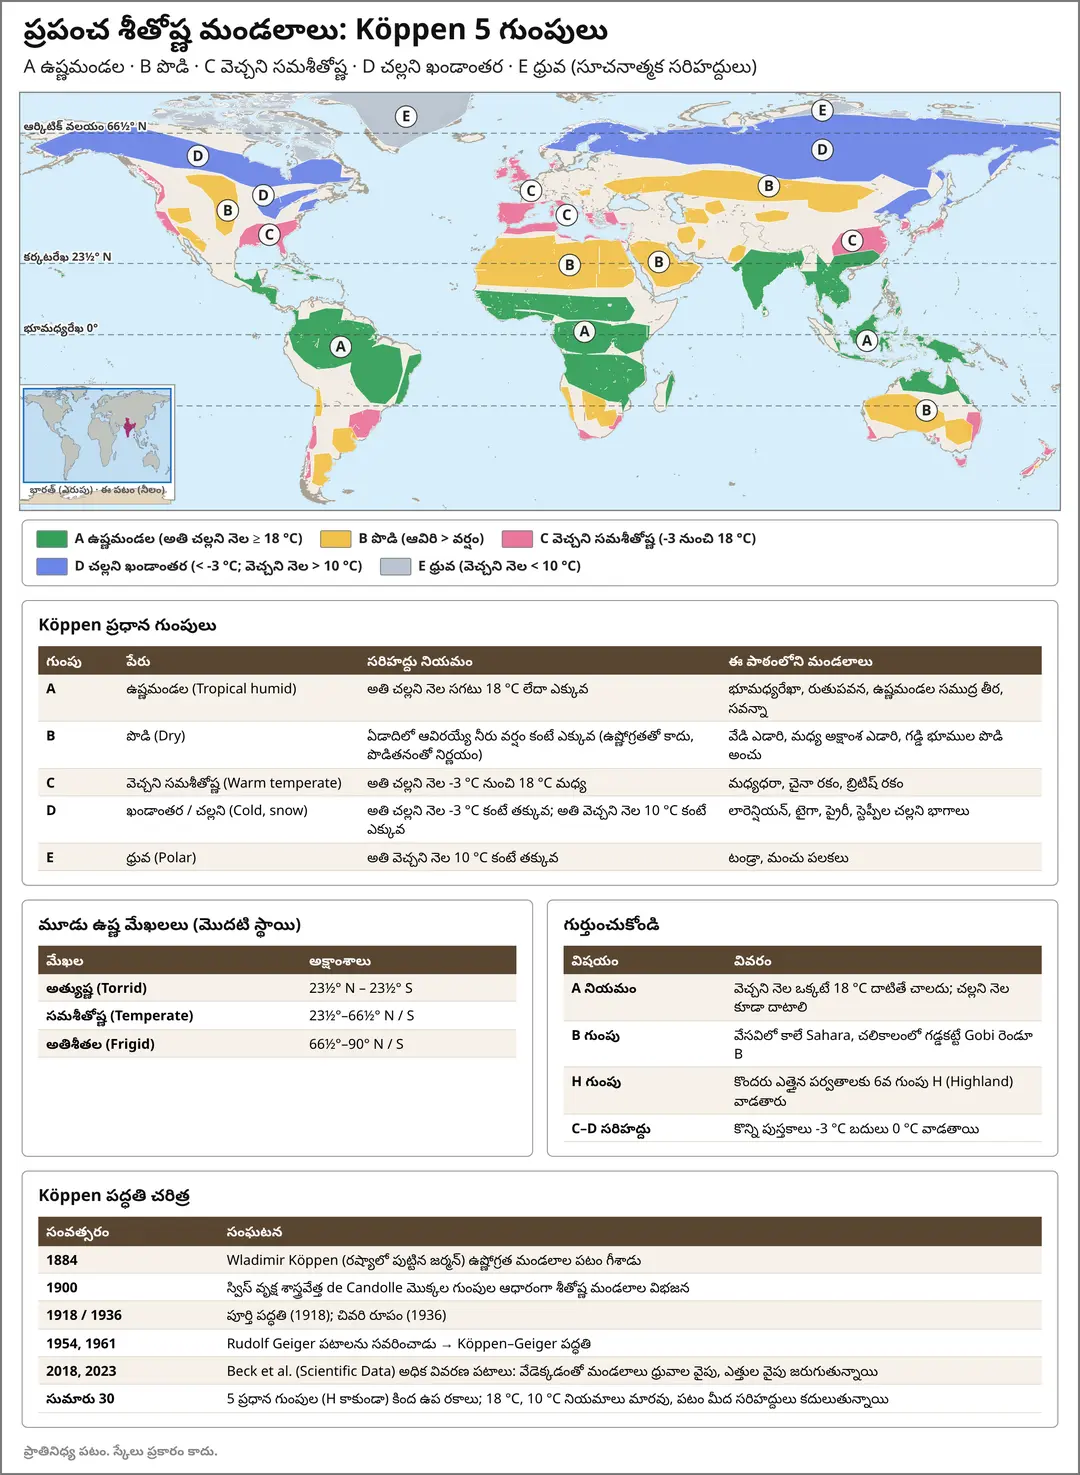 ప్రపంచ శీతోష్ణ మండలాలు: Köppen 5 గుంపులు
A ఉష్ణమండల · B పొడి · C వెచ్చని సమశీతోష్ణ · D చల్లని ఖండాంతర · E ధ్రువ (సూచనాత్మక సరిహద్దులు)
E
E
ఆర్కిటిక్ వలయం 66½° N
D
D
D
B
C
B
C
B
C
C
కర్కటరేఖ 23½° N
B
B
భూమధ్యరేఖ 0°
A
A
A
B
భారత్ (ఎరుపు) · ఈ పటం (నీలం)
A ఉష్ణమండల (అతి చల్లని నెల ≥ 18 °C)
B పొడి (ఆవిరి > వర్షం)
C వెచ్చని సమశీతోష్ణ (-3 నుంచి 18 °C)
D చల్లని ఖండాంతర (< -3 °C; వెచ్చని నెల > 10 °C)
E ధ్రువ (వెచ్చని నెల < 10 °C)
Köppen ప్రధాన గుంపులు
గుంపు పేరు సరిహద్దు నియమం ఈ పాఠంలోని మండలాలు
A ఉష్ణమండల (Tropical humid) అతి చల్లని నెల సగటు 18 °C లేదా ఎక్కువ భూమధ్యరేఖా, రుతుపవన, ఉష్ణమండల సముద్ర తీర,
సవన్నా
B పొడి (Dry) ఏడాదిలో ఆవిరయ్యే నీరు వర్షం కంటే ఎక్కువ (ఉష్ణోగ్రతతో కాదు, వేడి ఎడారి, మధ్య అక్షాంశ ఎడారి, గడ్డి భూముల పొడి
పొడితనంతో నిర్ణయం) అంచు
C వెచ్చని సమశీతోష్ణ (Warm temperate) అతి చల్లని నెల -3 °C నుంచి 18 °C మధ్య మధ్యధరా, చైనా రకం, బ్రిటిష్ రకం
D ఖండాంతర / చల్లని (Cold, snow) అతి చల్లని నెల -3 °C కంటే తక్కువ; అతి వెచ్చని నెల 10 °C కంటే లారెన్షియన్, టైగా, ప్రైరీ, స్టెప్పీల చల్లని భాగాలు
ఎక్కువ
E ధ్రువ (Polar) అతి వెచ్చని నెల 10 °C కంటే తక్కువ టండ్రా, మంచు పలకలు
మూడు ఉష్ణ మేఖలలు (మొదటి స్థాయి)
మేఖల అక్షాంశాలు
అత్యుష్ణ (Torrid) 23½° N – 23½° S
సమశీతోష్ణ (Temperate) 23½°–66½° N / S
అతిశీతల (Frigid) 66½°–90° N / S
గుర్తుంచుకోండి
విషయం వివరం
A నియమం వెచ్చని నెల ఒక్కటే 18 °C దాటితే చాలదు; చల్లని నెల
కూడా దాటాలి
B గుంపు వేసవిలో కాలే Sahara, చలికాలంలో గడ్డకట్టే Gobi రెండూ
B
H గుంపు కొందరు ఎత్తైన పర్వతాలకు 6వ గుంపు H (Highland)
వాడతారు
C–D సరిహద్దు కొన్ని పుస్తకాలు -3 °C బదులు 0 °C వాడతాయి
Köppen పద్ధతి చరిత్ర
సంవత్సరం సంఘటన
1884 Wladimir Köppen (రష్యాలో పుట్టిన జర్మన్) ఉష్ణోగ్రత మండలాల పటం గీశాడు
1900 స్విస్ వృక్ష శాస్త్రవేత్త de Candolle మొక్కల గుంపుల ఆధారంగా శీతోష్ణ మండలాల విభజన
1918 / 1936 పూర్తి పద్ధతి (1918); చివరి రూపం (1936)
1954, 1961 Rudolf Geiger పటాలను సవరించాడు → Köppen–Geiger పద్ధతి
2018, 2023 Beck et al. (Scientific Data) అధిక వివరణ పటాలు: వేడెక్కడంతో మండలాలు ధ్రువాల వైపు, ఎత్తుల వైపు జరుగుతున్నాయి
సుమారు 30 5 ప్రధాన గుంపుల (H కాకుండా) కింద ఉప రకాలు; 18 °C, 10 °C నియమాలు మారవు, పటం మీద సరిహద్దులు కదులుతున్నాయి
ప్రాతినిధ్య పటం. స్కేలు ప్రకారం కాదు.